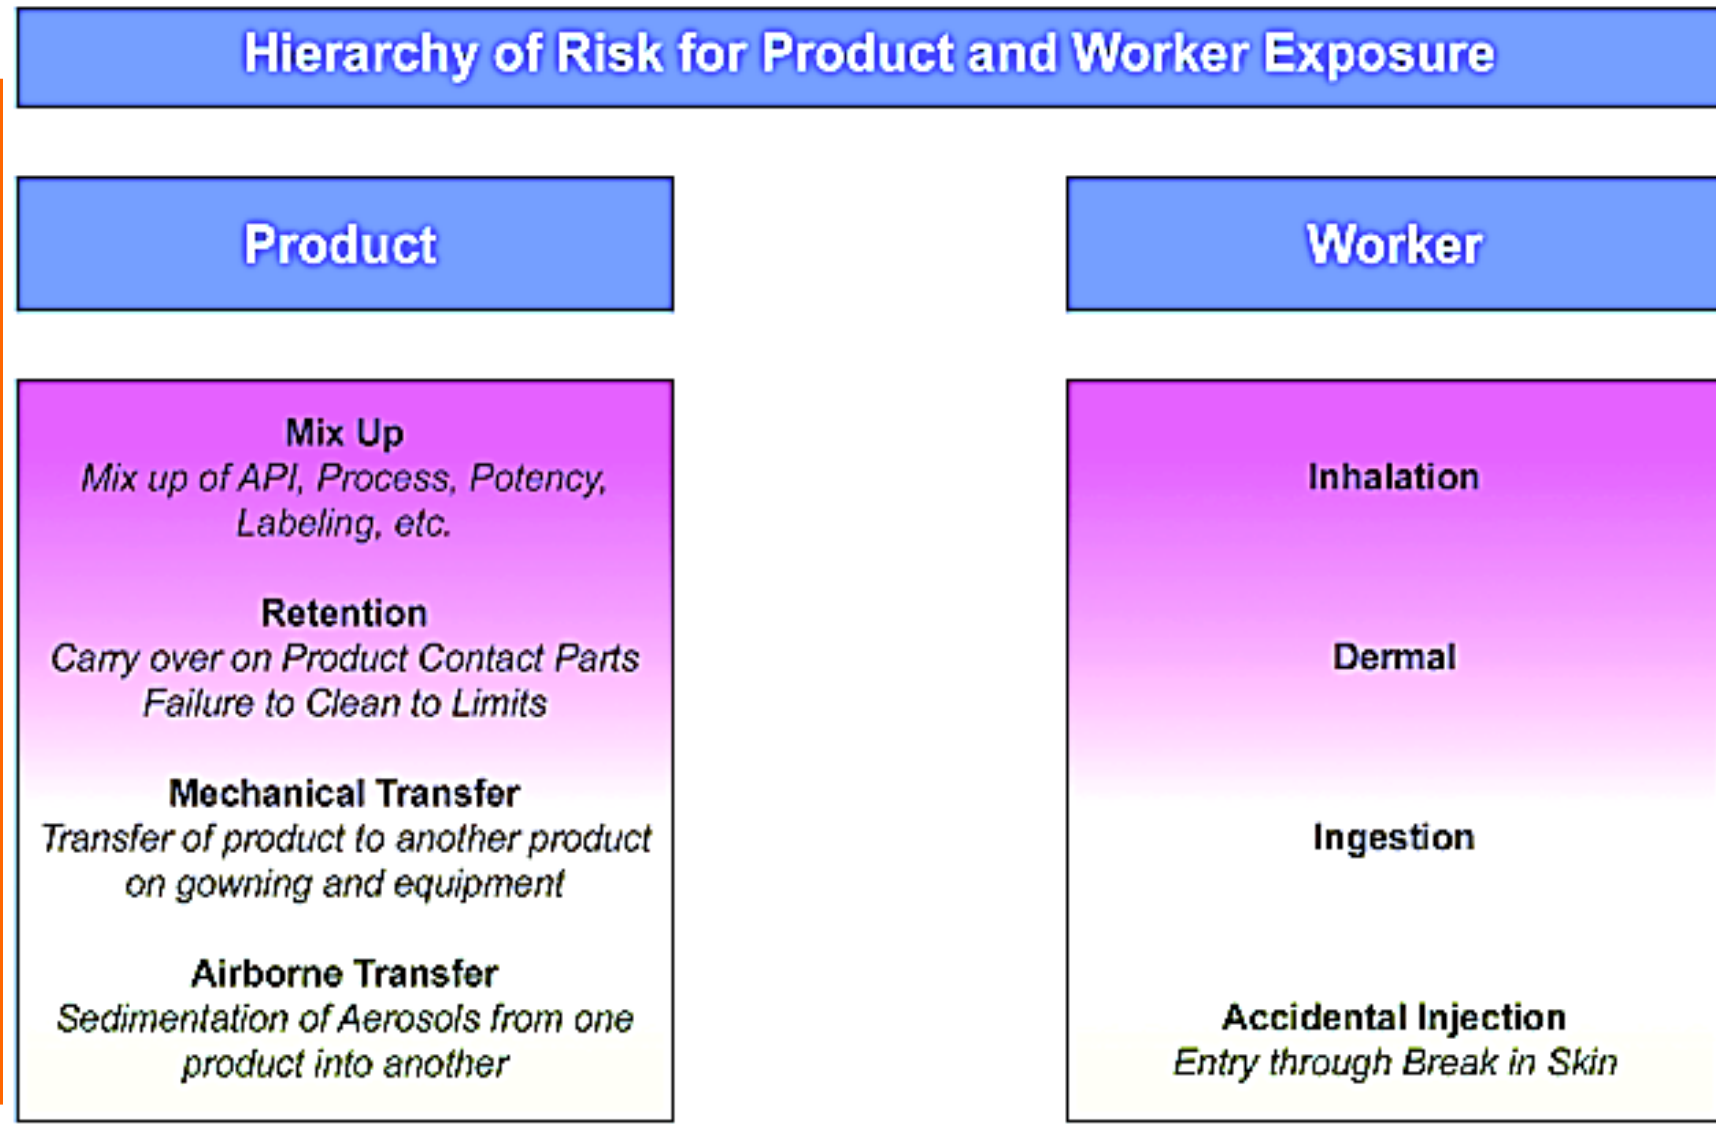 Hierarchy of Risk for Product and Worker Exposure
Product
Mix Up
Mix up of API, Process, Potency,
Labeling, etc.
Retention
Carry over on Product Contact Parts
Failure to Clean to Limits
Mechanical Transfer
Transfer of product to another product
on gowning and equipment
Airborne Transfer
Sedimentation of Aerosols from one
product into another
Worker
Inhalation
Dermal
Ingestion
Accidental Injection
Entry through Break in Skin